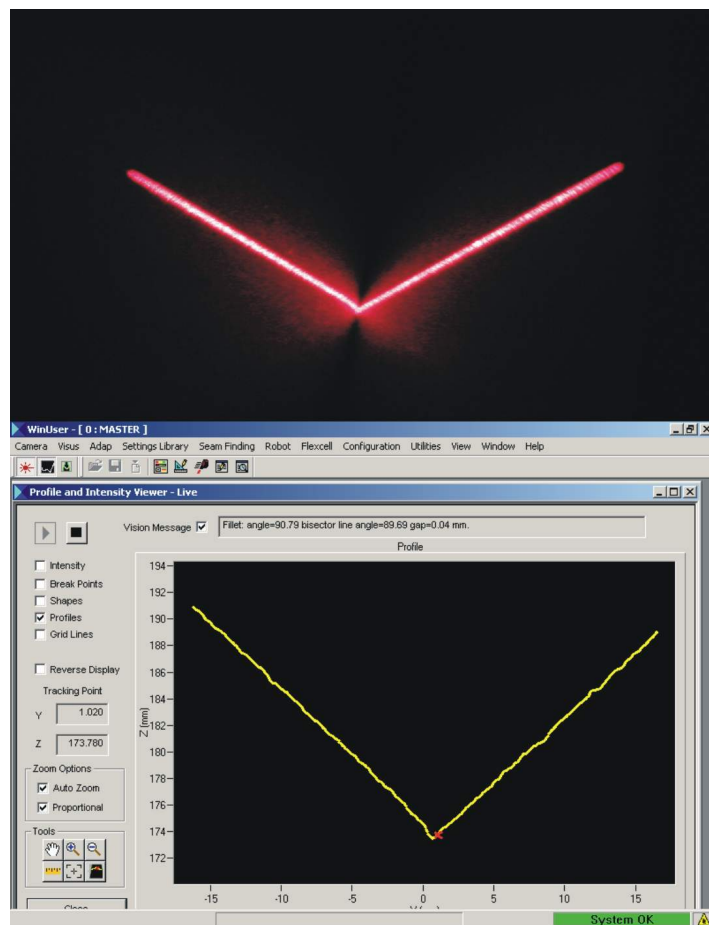 WinUser - [ 0 : MASTER ]
Camera Visus Adap Settings Library Seam Finding Robot Flexcell Configuration Utilities View Window Help
Profile and Intensity Viewer - Live
Vision Message Fillet: angle=90.79 bisector line angle=89.69 gap=0.04 mm.
Profile
Intensity
Break Points
Shapes
Profiles
Grid Lines
Reverse Display
Tracking Point
Y 1.020
Z 173.780
Zoom Options
Auto Zoom
Proportional
Tools
Z (mm)
194
192
190
188
186
184
182
180
178
176
174
172
-15 -10 -5 0 5 10 15
System OK